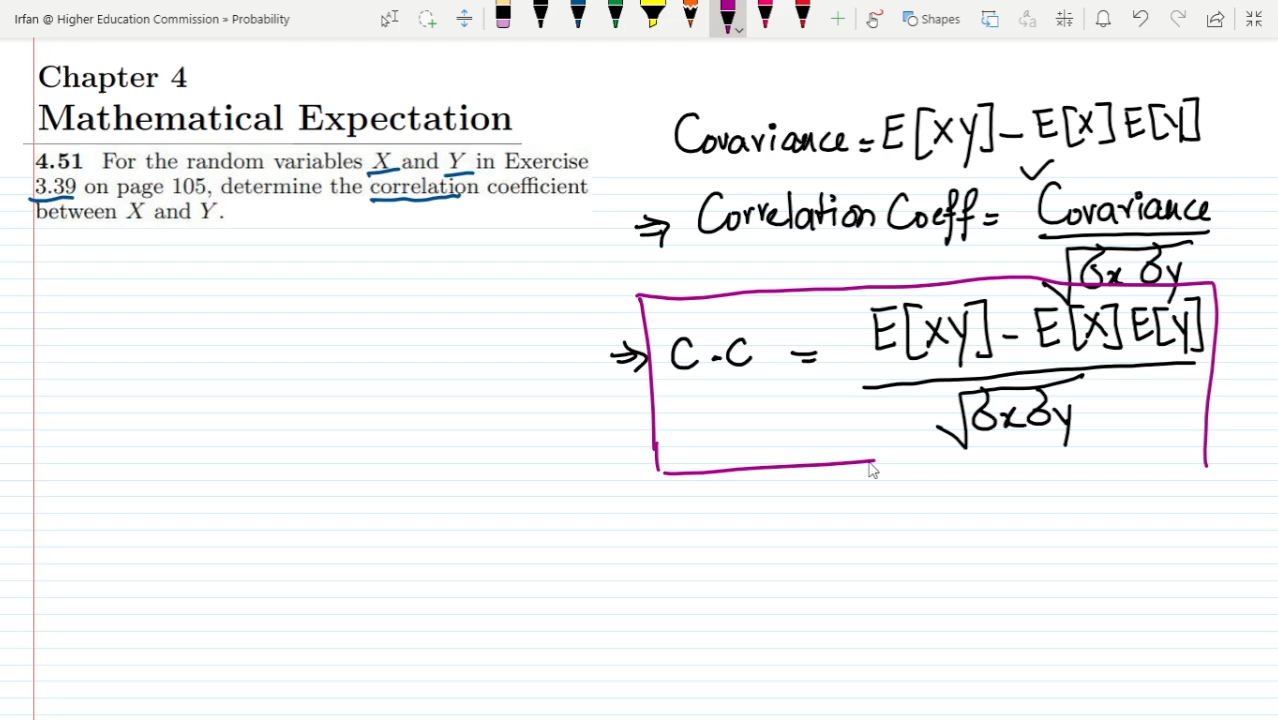 Irfan @ Higher Education Commission » Probability
Shapes
Chapter 4
Mathematical Expectation
4.51 For the random variables X and Y in Exercise
3.39 on page 105, determine the correlation coefficient
between X and Y.
Covariance = E[XY] - E[X] E[Y]
⇒ Correlation Coeff = Covariance
√σx σy
⇒ C.C = E[XY] - E[X] E[Y]
√σxσy